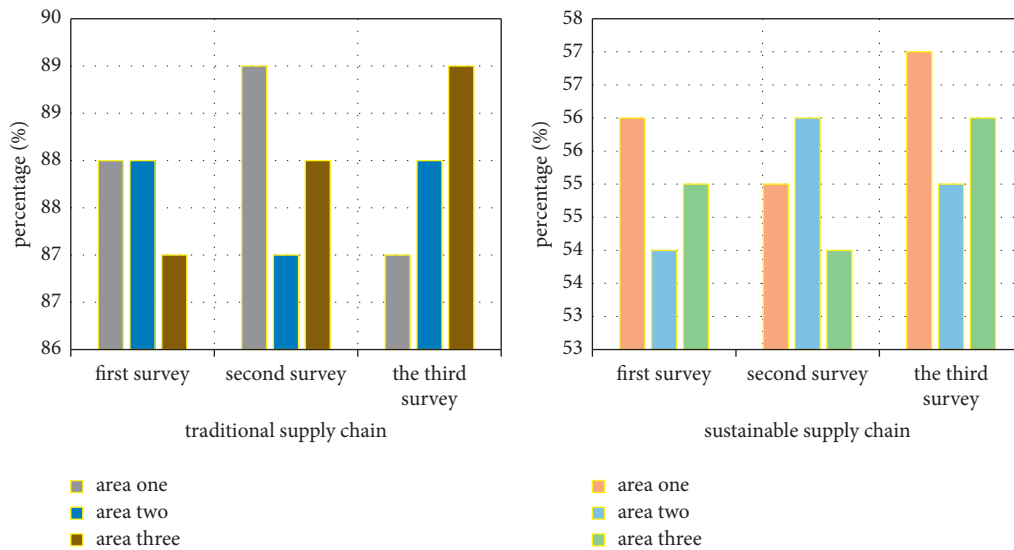 90
89
89
88
88
87
87
86
percentage (%)
first survey
second survey
the third
survey
traditional supply chain
area one
area two
area three
58
57
57
56
56
55
55
54
54
53
53
percentage (%)
first survey
second survey
the third
survey
sustainable supply chain
area one
area two
area three